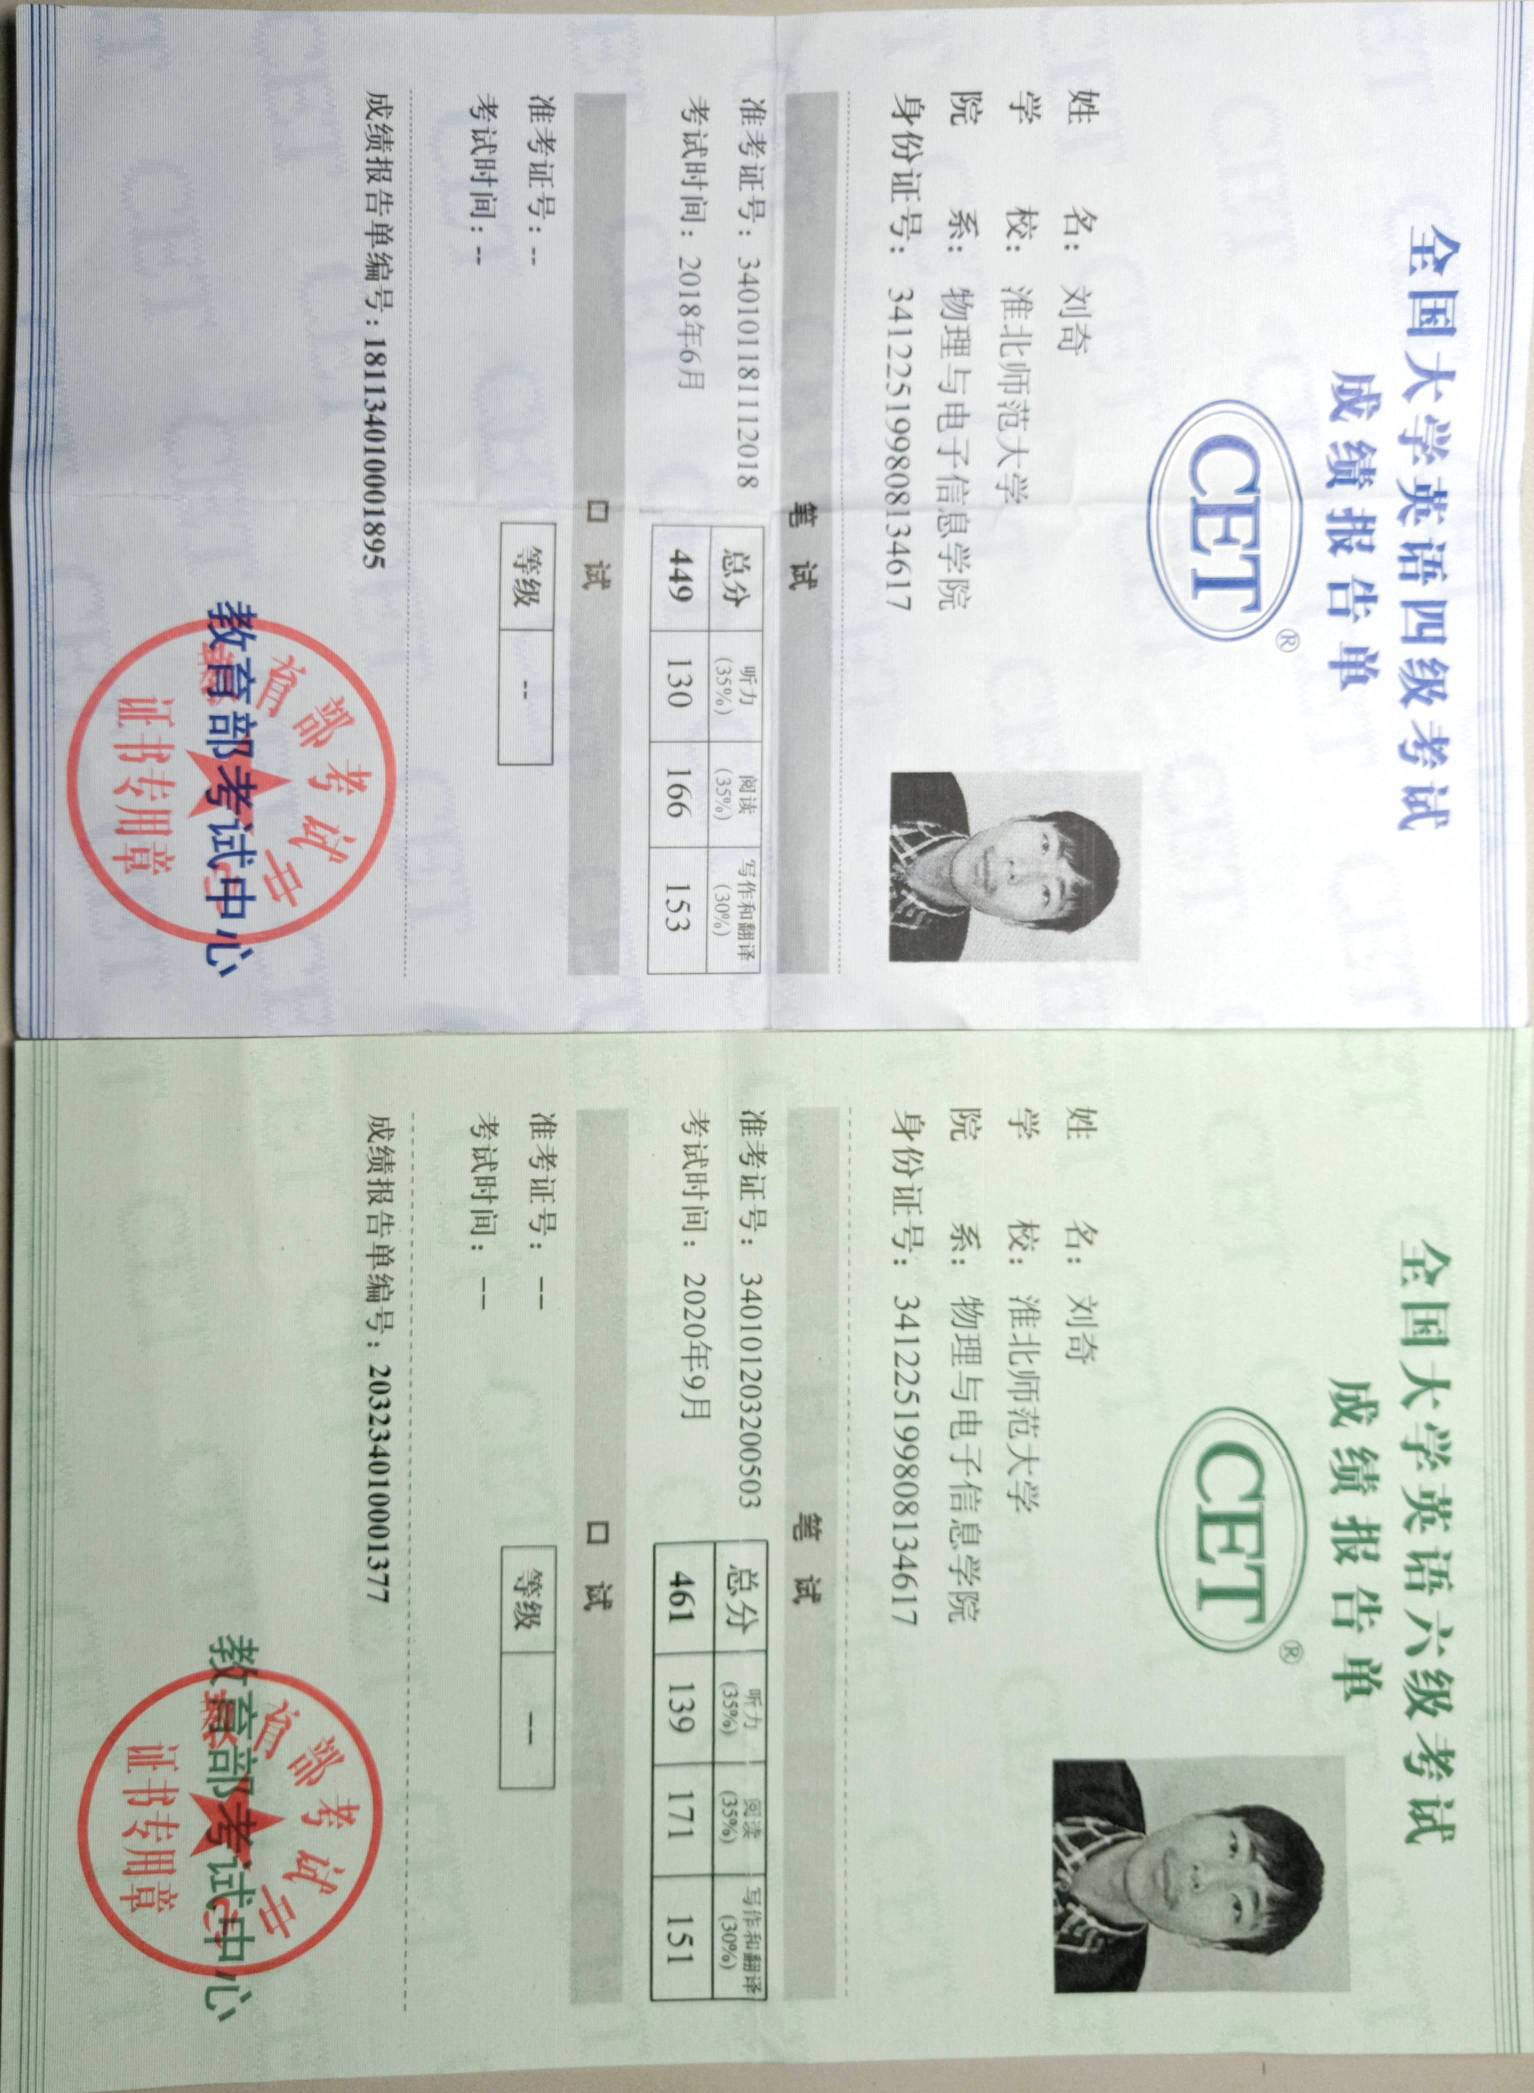 全国大学英语四级考试
成绩报告单
CET®
姓 名：刘奇
学 校：淮北师范大学
院 系：物理与电子信息学院
身份证号：341225199808134617
笔 试
准考证号：340101181112018
考试时间：2018年6月
总分 听力 阅读 写作和翻译
(35%) (35%) (30%)
449 130 166 153
口 试
准考证号：--
考试时间：--
等级 --
成绩报告单编号：181134010001895
教育部考试中心
教育部考试中心
证书专用章
全国大学英语六级考试
成绩报告单
CET®
姓 名：刘奇
学 校：淮北师范大学
院 系：物理与电子信息学院
身份证号：341225199808134617
笔 试
准考证号：340101203200503
考试时间：2020年9月
总分 听力 阅读 写作和翻译
(35%) (35%) (30%)
461 139 171 151
口 试
准考证号：--
考试时间：--
等级 --
成绩报告单编号：203234010001377
教育部考试中心
教育部考试中心
证书专用章